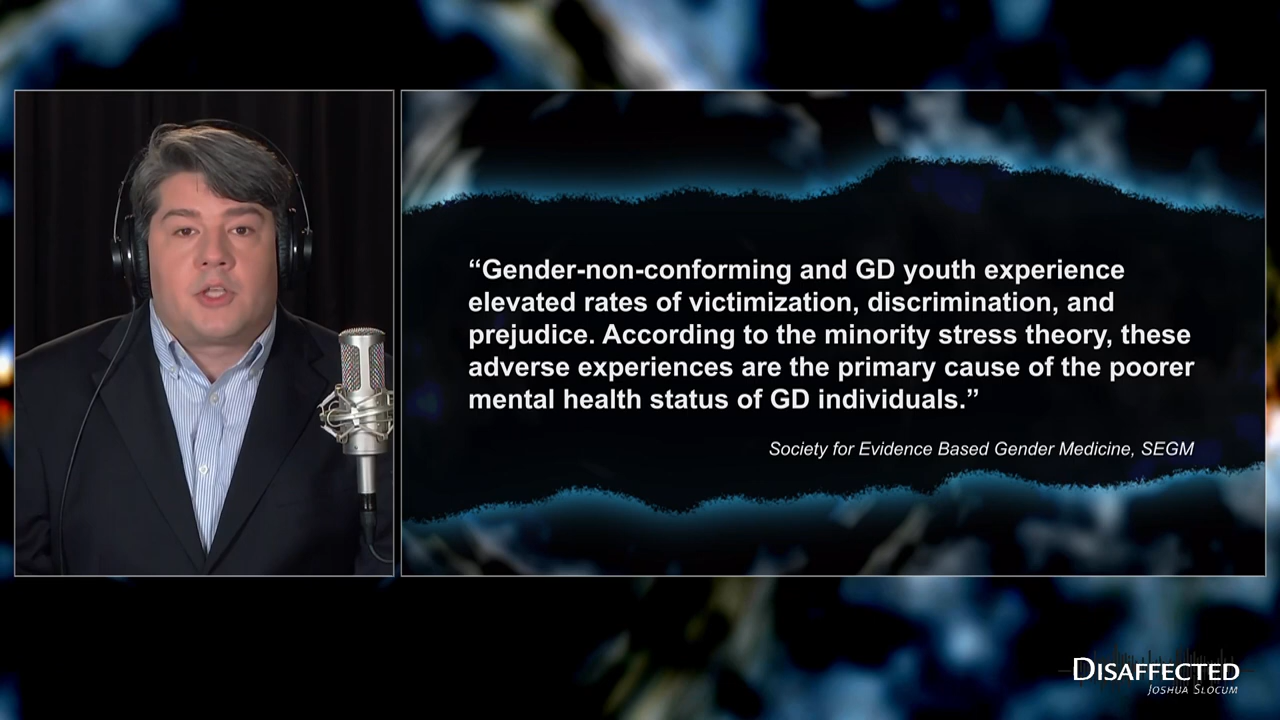 “Gender-non-conforming and GD youth experience
elevated rates of victimization, discrimination, and
prejudice. According to the minority stress theory, these
adverse experiences are the primary cause of the poorer
mental health status of GD individuals.”
Society for Evidence Based Gender Medicine, SEGM
DISAFFECTED
JOSHUA SLOCUM